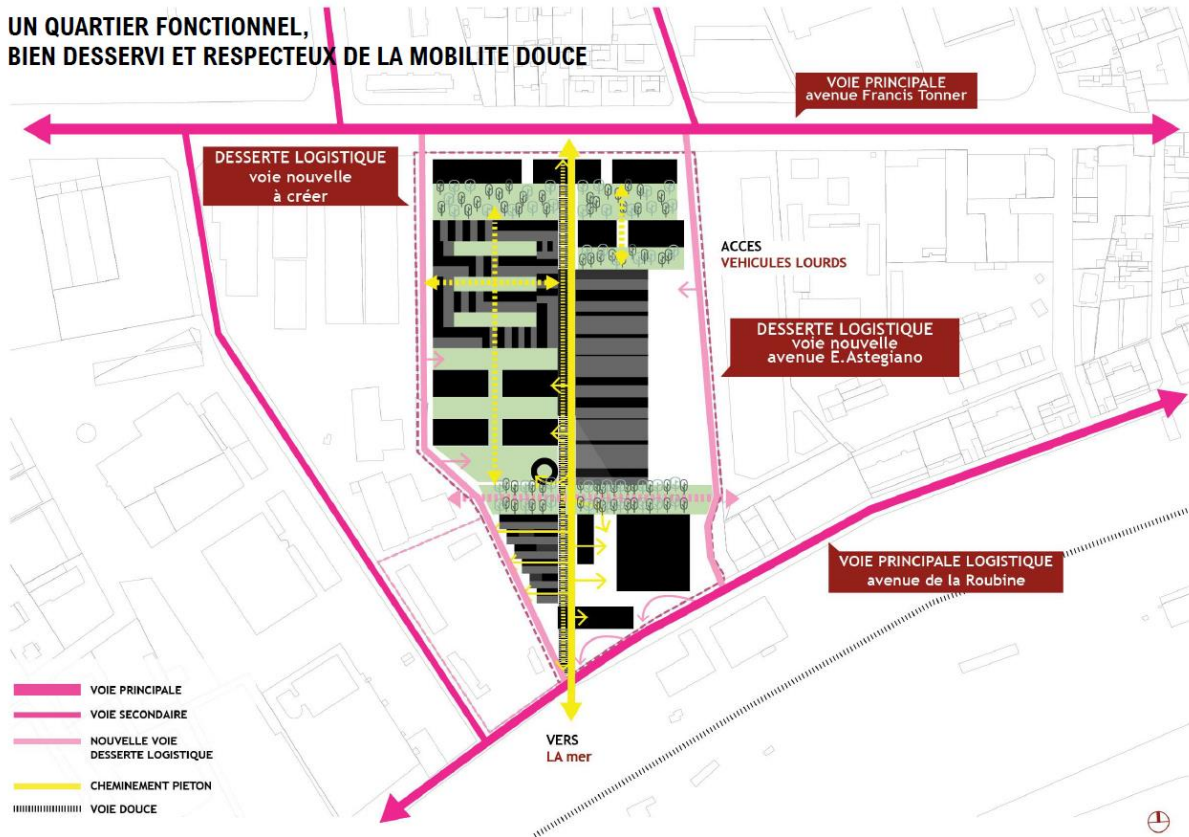 UN QUARTIER FONCTIONNEL,
BIEN DESSERVI ET RESPECTEUX DE LA MOBILITE DOUCE
VOIE PRINCIPALE
avenue Francis Tonner
DESSERTE LOGISTIQUE
voie nouvelle
à créer
ACCES
VEHICULES LOURDS
DESSERTE LOGISTIQUE
voie nouvelle
avenue E.Astegiano
VOIE PRINCIPALE LOGISTIQUE
avenue de la Roubine
VERS
LA mer
VOIE PRINCIPALE
VOIE SECONDAIRE
NOUVELLE VOIE
DESSERTE LOGISTIQUE
CHEMINEMENT PIETON
VOIE DOUCE